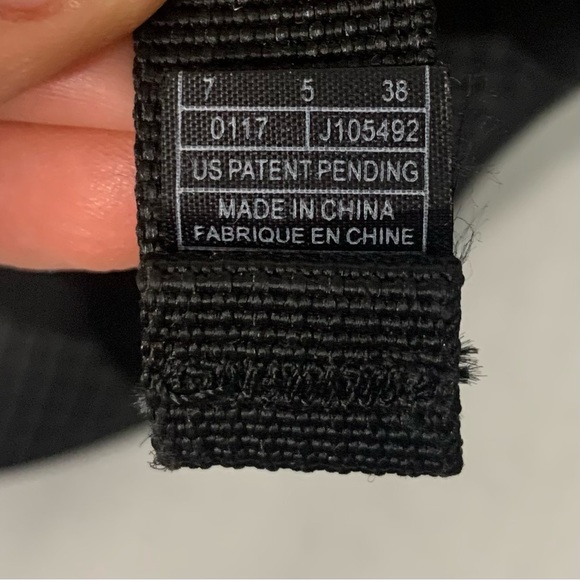 7 5 38
0117 J105492
US PATENT PENDING
MADE IN CHINA
FABRIQUE EN CHINE